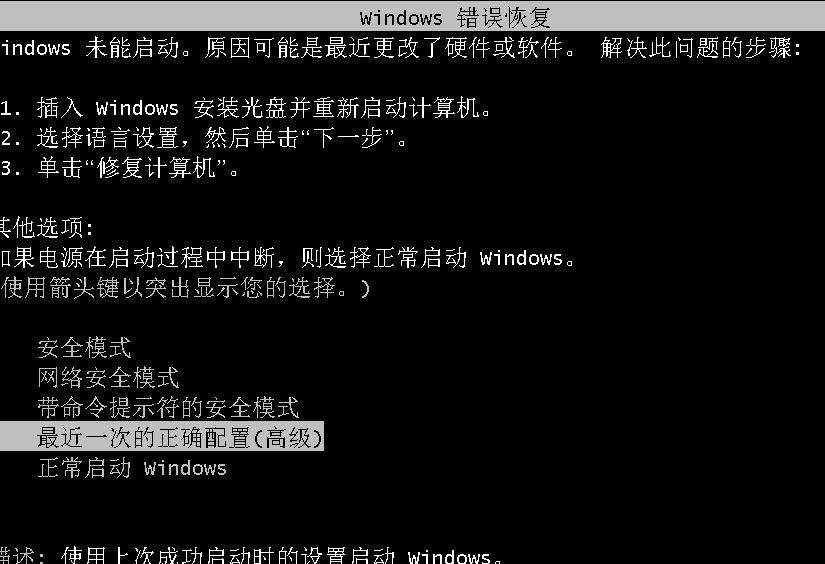 Windows 错误恢复
indows 未能启动。原因可能是最近更改了硬件或软件。 解决此问题的步骤:
1. 插入 Windows 安装光盘并重新启动计算机。
2. 选择语言设置，然后单击“下一步”。
3. 单击“修复计算机”。
其他选项:
如果电源在启动过程中中断，则选择正常启动 Windows。
使用箭头键以突出显示您的选择。)
安全模式
网络安全模式
带命令提示符的安全模式
最近一次的正确配置(高级)
正常启动 Windows
描述: 使用上次成功启动时的设置启动 Windows。